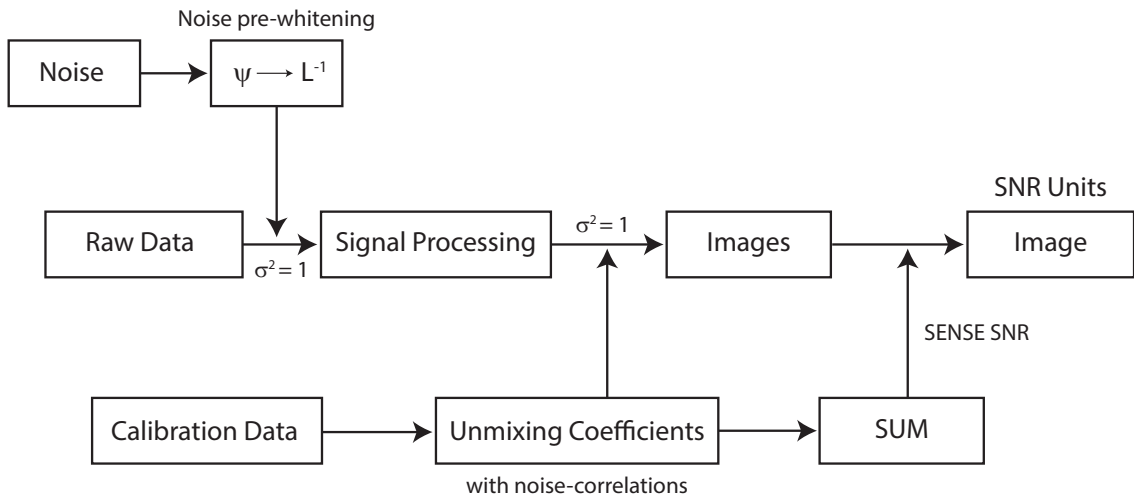 Noise pre-whitening
Noise
ψ → L⁻¹
SNR Units
Raw Data
σ² = 1
Signal Processing
σ² = 1
Images
Image
SENSE SNR
Calibration Data
Unmixing Coefficients
SUM
with noise-correlations